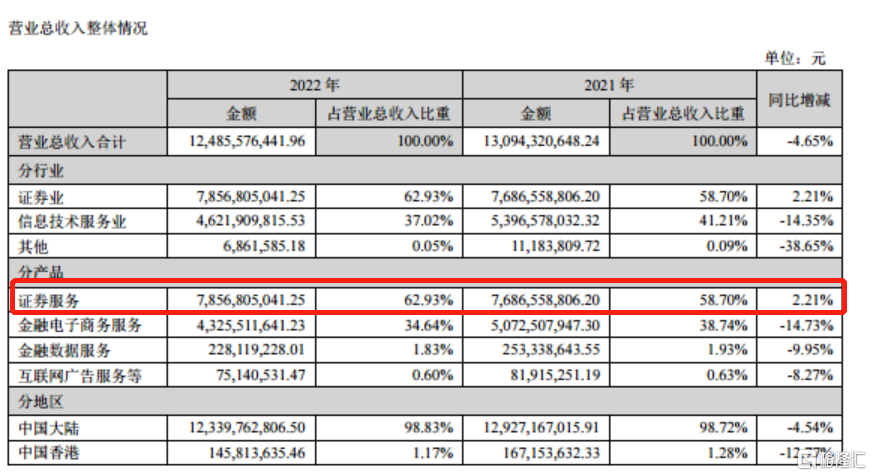 营业总收入整体情况
单位：元
2022 年 2021 年 同比增减
金额 占营业总收入比重 金额 占营业总收入比重
营业总收入合计 12,485,576,441.96 100.00% 13,094,320,648.24 100.00% -4.65%
分行业
证券业 7,856,805,041.25 62.93% 7,686,558,806.20 58.70% 2.21%
信息技术服务业 4,621,909,815.53 37.02% 5,396,578,032.32 41.21% -14.35%
其他 6,861,585.18 0.05% 11,183,809.72 0.09% -38.65%
分产品
证券服务 7,856,805,041.25 62.93% 7,686,558,806.20 58.70% 2.21%
金融电子商务服务 4,325,511,641.23 34.64% 5,072,507,947.30 38.74% -14.73%
金融数据服务 228,119,228.01 1.83% 253,338,643.55 1.93% -9.95%
互联网广告服务等 75,140,531.47 0.60% 81,915,251.19 0.63% -8.27%
分地区
中国大陆 12,339,762,806.50 98.83% 12,927,167,015.91 98.72% -4.54%
中国香港 145,813,635.46 1.17% 167,153,632.33 1.28% -12.77%
格隆汇